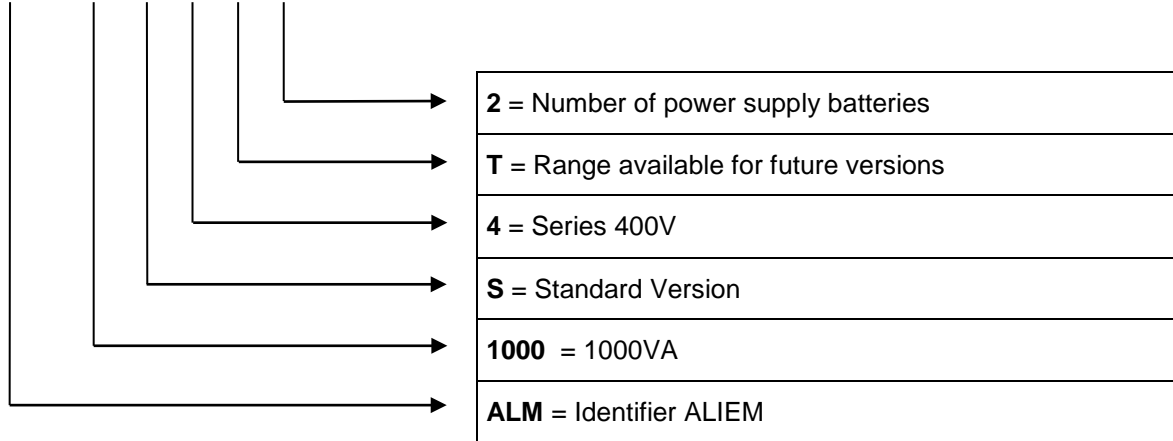 2 = Number of power supply batteries
T = Range available for future versions
4 = Series 400V
S = Standard Version
1000 = 1000VA
ALM = Identifier ALIEM